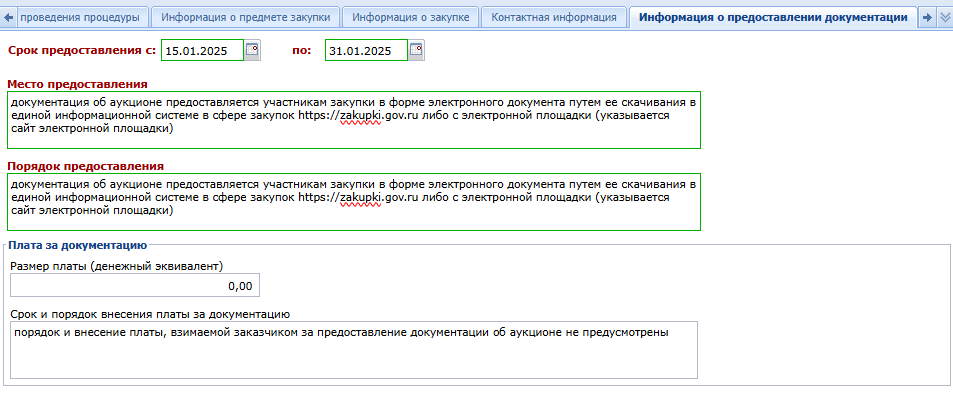 проведения процедуры Информация о предмете закупки Информация о закупке Контактная информация Информация о предоставлении документации
Срок предоставления с: 15.01.2025 по: 31.01.2025
Место предоставления
документация об аукционе предоставляется участникам закупки в форме электронного документа путем ее скачивания в
единой информационной системе в сфере закупок https://zakupki.gov.ru либо с электронной площадки (указывается
сайт электронной площадки)
Порядок предоставления
документация об аукционе предоставляется участникам закупки в форме электронного документа путем ее скачивания в
единой информационной системе в сфере закупок https://zakupki.gov.ru либо с электронной площадки (указывается
сайт электронной площадки)
Плата за документацию
Размер платы (денежный эквивалент)
0,00
Срок и порядок внесения платы за документацию
порядок и внесение платы, взимаемой заказчиком за предоставление документации об аукционе не предусмотрены